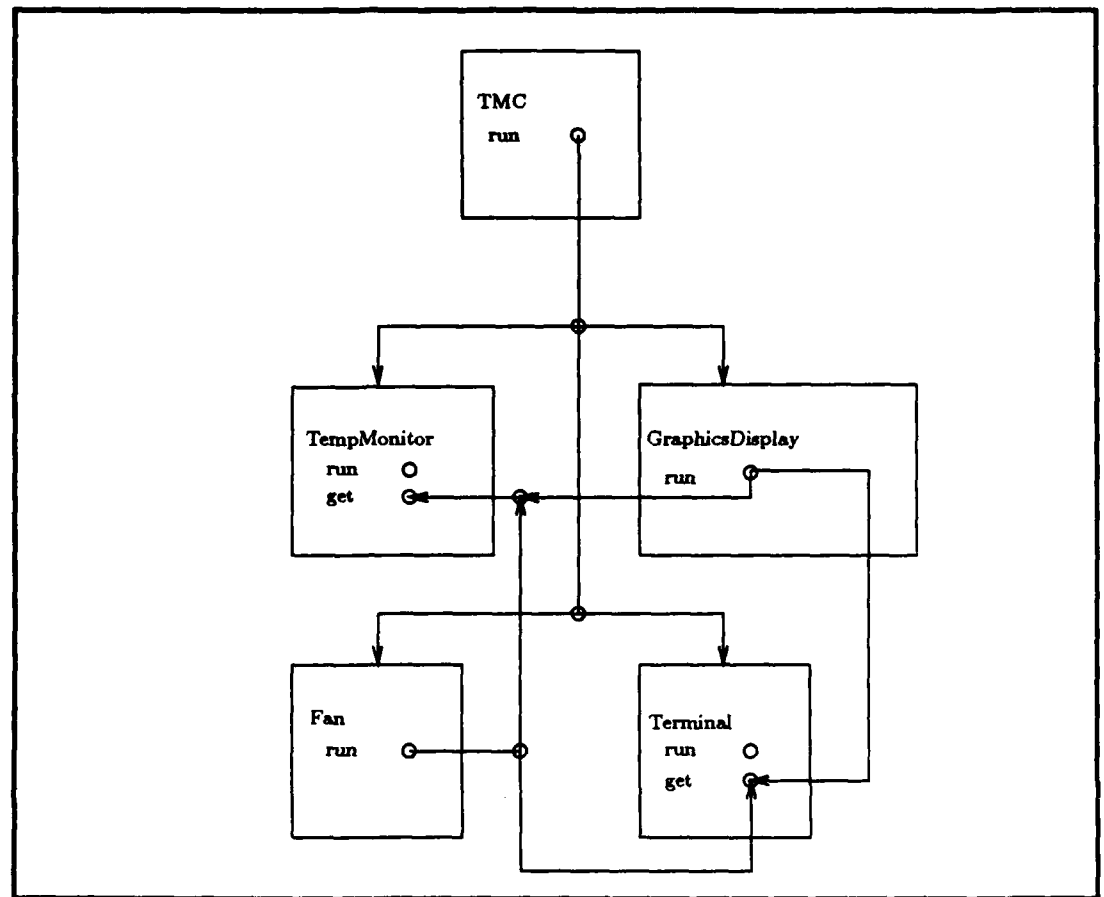 TMC
run
TempMonitor
run
get
GraphicsDisplay
run
Fan
run
Terminal
run
get